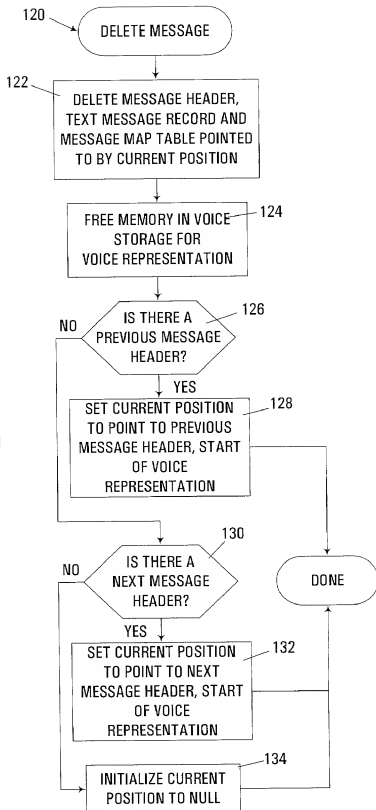 120
DELETE MESSAGE
122
DELETE MESSAGE HEADER,
TEXT MESSAGE RECORD AND
MESSAGE MAP TABLE POINTED
TO BY CURRENT POSITION
FREE MEMORY IN VOICE
124
STORAGE FOR
VOICE REPRESENTATION
126
NO
IS THERE A
PREVIOUS MESSAGE
HEADER?
YES
128
SET CURRENT POSITION
TO POINT TO PREVIOUS
MESSAGE HEADER, START
OF VOICE
REPRESENTATION
130
NO
IS THERE A
NEXT MESSAGE
HEADER?
DONE
YES
SET CURRENT POSITION
TO POINT TO NEXT
132
MESSAGE HEADER, START
OF VOICE
REPRESENTATION
134
INITIALIZE CURRENT
POSITION TO NULL